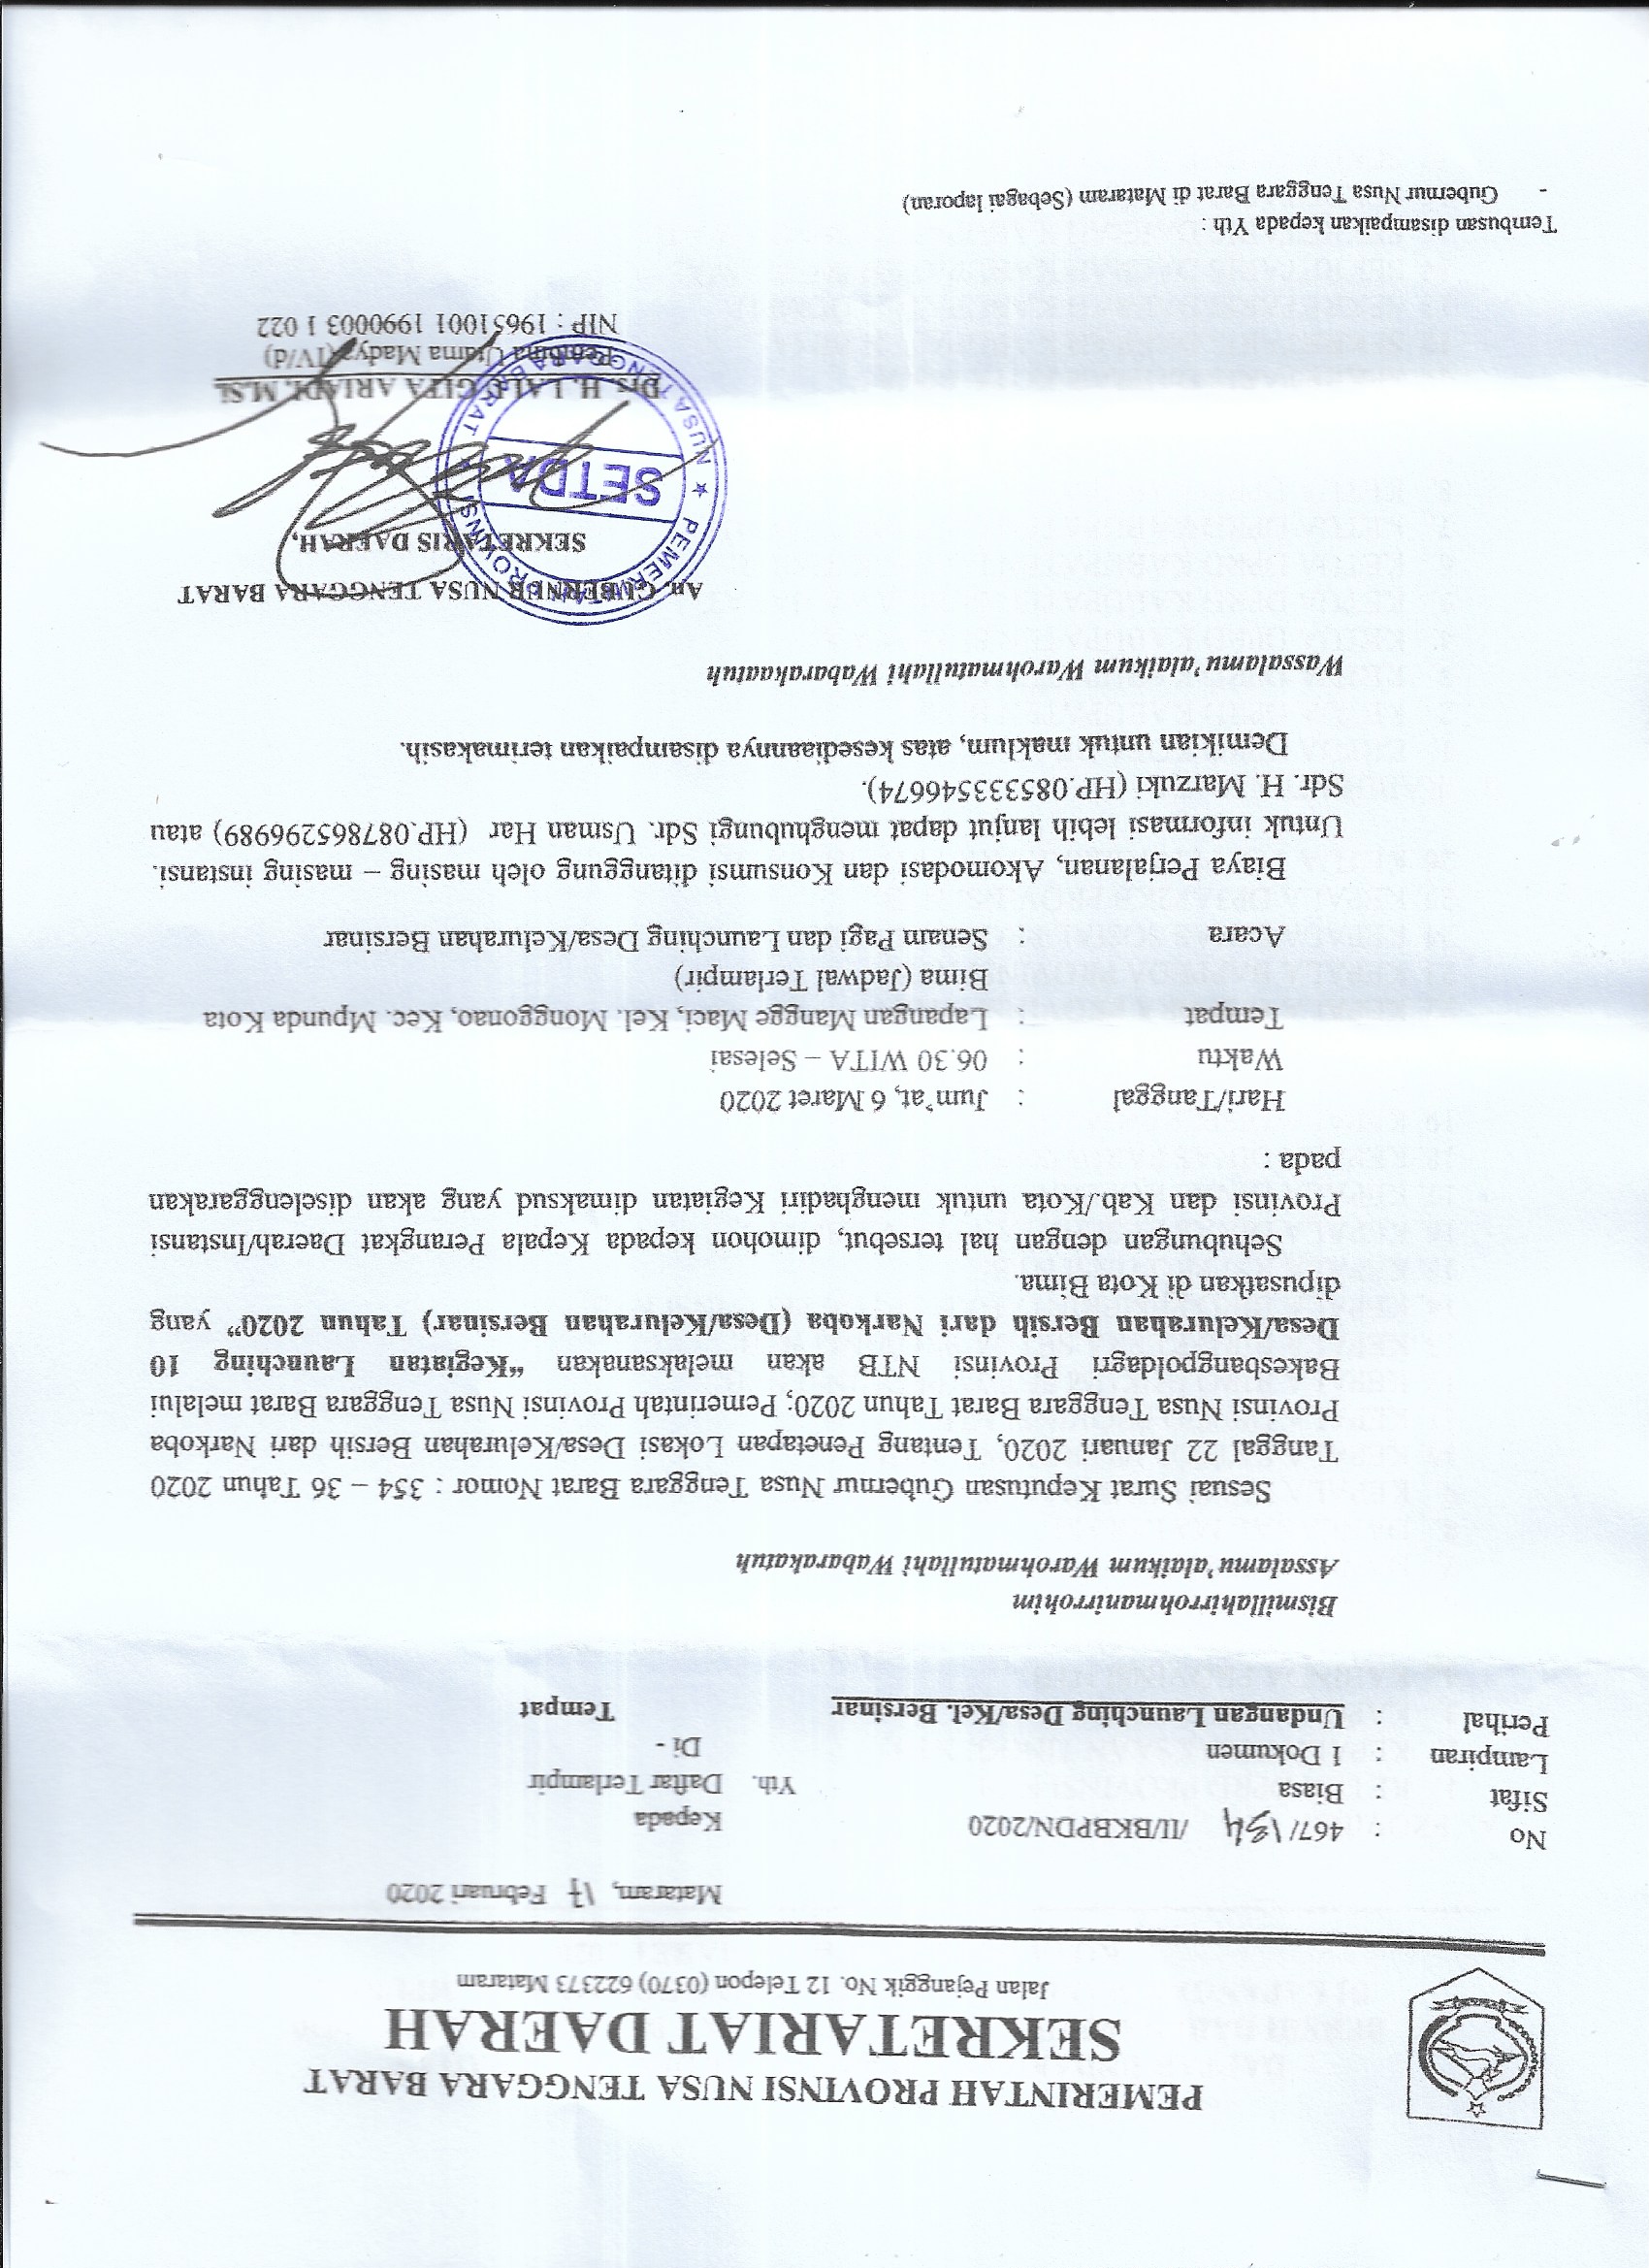 PEMERINTAH PROVINSI NUSA TENGGARA BARAT
SEKRETARIAT DAERAH
Jalan Pejanggik No. 12 Telepon (0370) 622373 Mataram
Mataram, 17 Februari 2020
No : 467/134 /II/BKBPDN/2020
Kepada
Sifat : Biasa
Yth. Daftar Terlampir
Lampiran : 1 Dokumen
Di -
Perihal : Undangan Launching Desa/Kel. Bersinar
Tempat
Bismillahirrohmanirrohim
Assalamu'alaikum Warohmatullahi Wabarakatuh
Sesuai Surat Keputusan Gubernur Nusa Tenggara Barat Nomor : 354 – 36 Tahun 2020
Tanggal 22 Januari 2020, Tentang Penetapan Lokasi Desa/Kelurahan Bersih dari Narkoba
Provinsi Nusa Tenggara Barat Tahun 2020; Pemerintah Provinsi Nusa Tenggara Barat melalui
Bakesbangpoldagri Provinsi NTB akan melaksanakan "Kegiatan Launching 10
Desa/Kelurahan Bersih dari Narkoba (Desa/Kelurahan Bersinar) Tahun 2020" yang
dipusatkan di Kota Bima.
Sehubungan dengan hal tersebut, dimohon kepada Kepala Perangkat Daerah/Instansi
Provinsi dan Kab./Kota untuk menghadiri Kegiatan dimaksud yang akan diselenggarakan
pada :
Hari/Tanggal : Jum'at, 6 Maret 2020
Waktu : 06.30 WITA – Selesai
Tempat : Lapangan Mangge Maci, Kel. Monggonao, Kec. Mpunda Kota
Bima (Jadwal Terlampir)
Acara : Senam Pagi dan Launching Desa/Kelurahan Bersinar
Biaya Perjalanan, Akomodasi dan Konsumsi ditanggung oleh masing – masing instansi.
Untuk informasi lebih lanjut dapat menghubungi Sdr. Usman Har (HP.087865296989) atau
Sdr. H. Marzuki (HP.085333546674).
Demikian untuk maklum, atas kesediaannya disampaikan terimakasih.
Wassalamu'alaikum Warohmatullahi Wabarakaatuh
An. GUBERNUR NUSA TENGGARA BARAT
SEKRETARIS DAERAH,
PEMERINTAH PROVINSI
SETDA
NUSA TENGGARA BARAT
Drs. H. LALU GITA ARIADI, M.Si
Pembina Utama Madya (IV/d)
NIP : 19651001 1990003 1 022
Tembusan disampaikan kepada Yth :
- Gubernur Nusa Tenggara Barat di Mataram (Sebagai laporan)